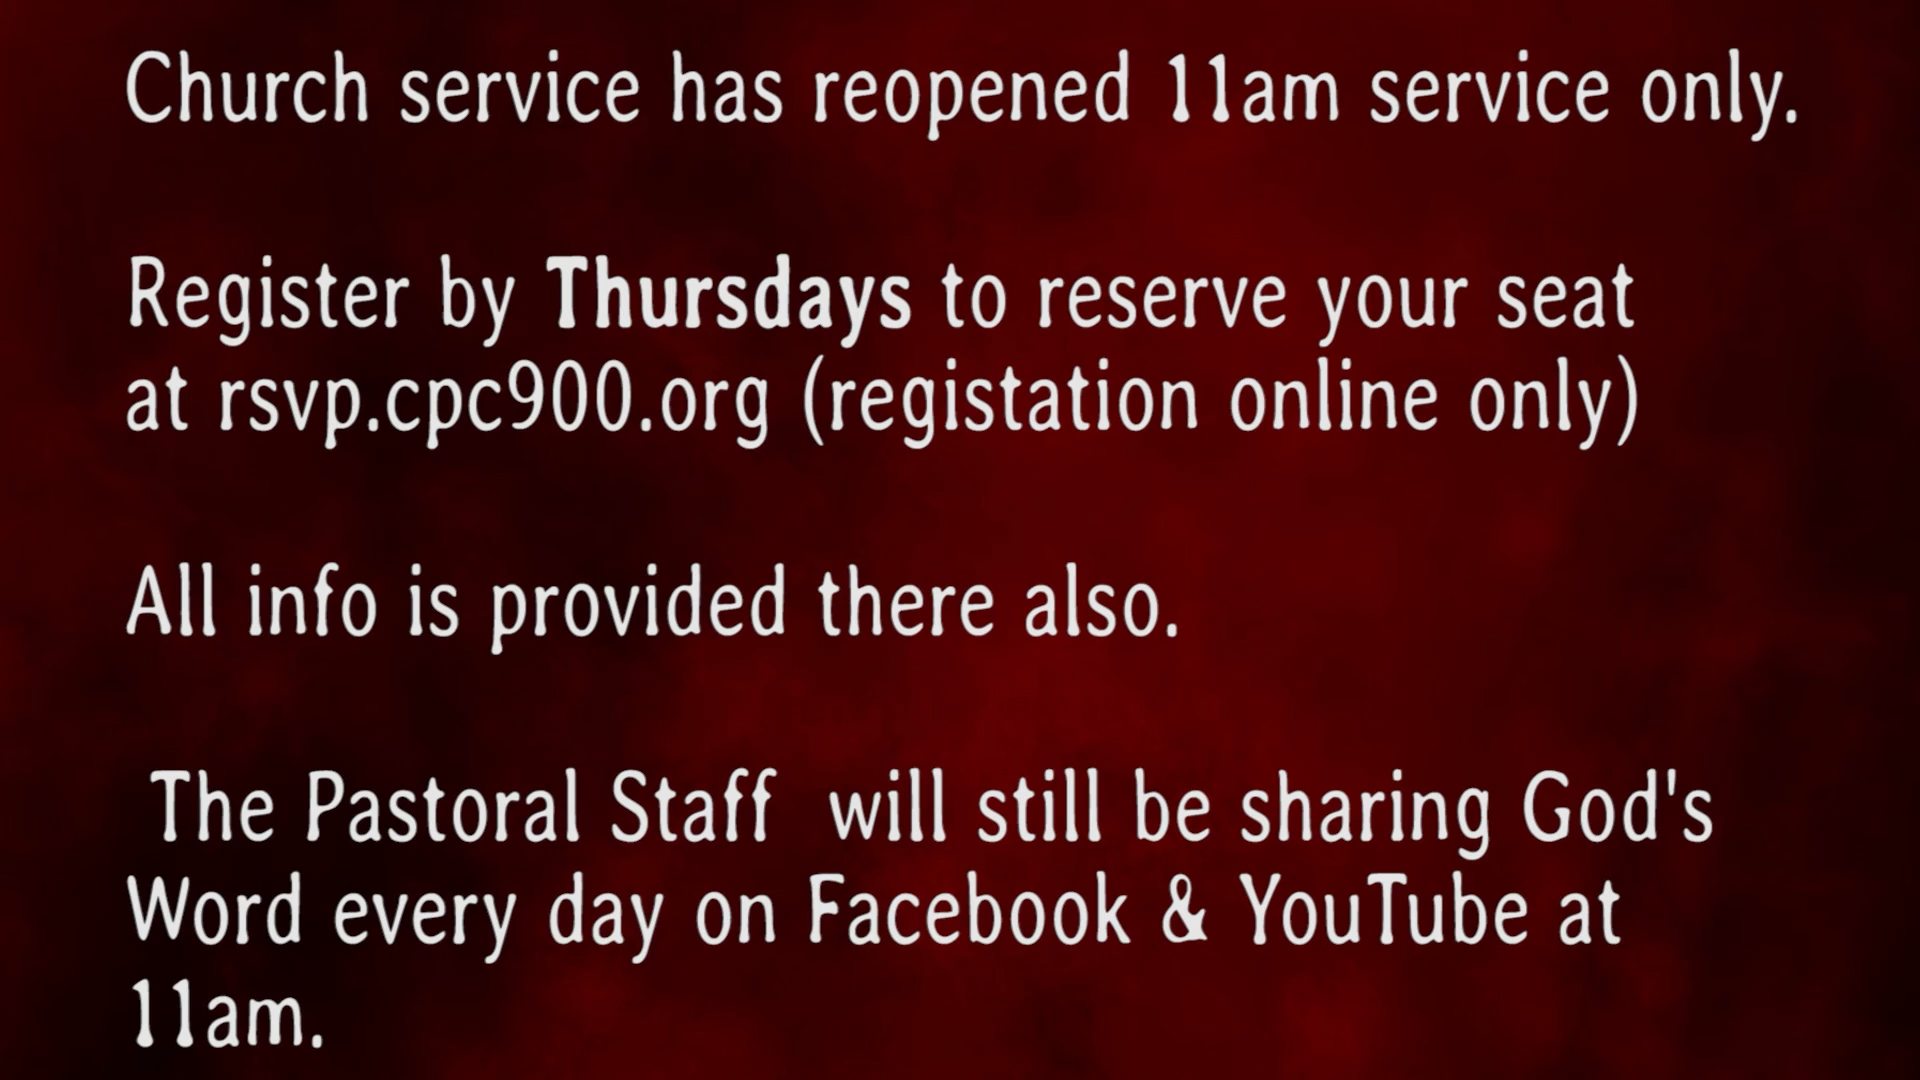 Church service has reopened 11am service only.
Register by Thursdays to reserve your seat
at rsvp.cpc900.org (registation online only)
All info is provided there also.
The Pastoral Staff  will still be sharing God's
Word every day on Facebook & YouTube at
11am.